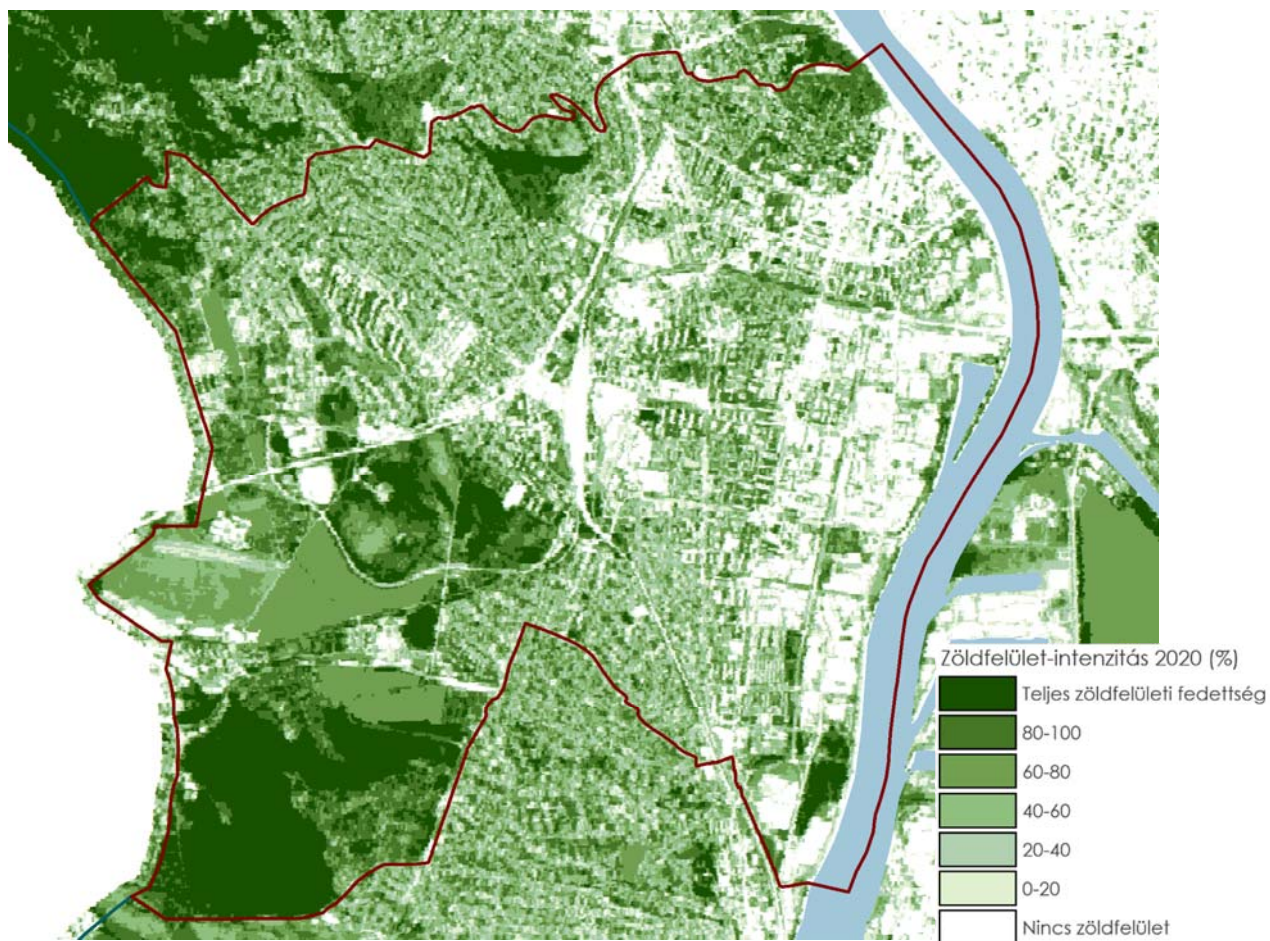 Zöldfelület-intenzitás 2020 (%)
Teljes zöldfelületi fedettség
80-100
60-80
40-60
20-40
0-20
Nincs zöldfelület